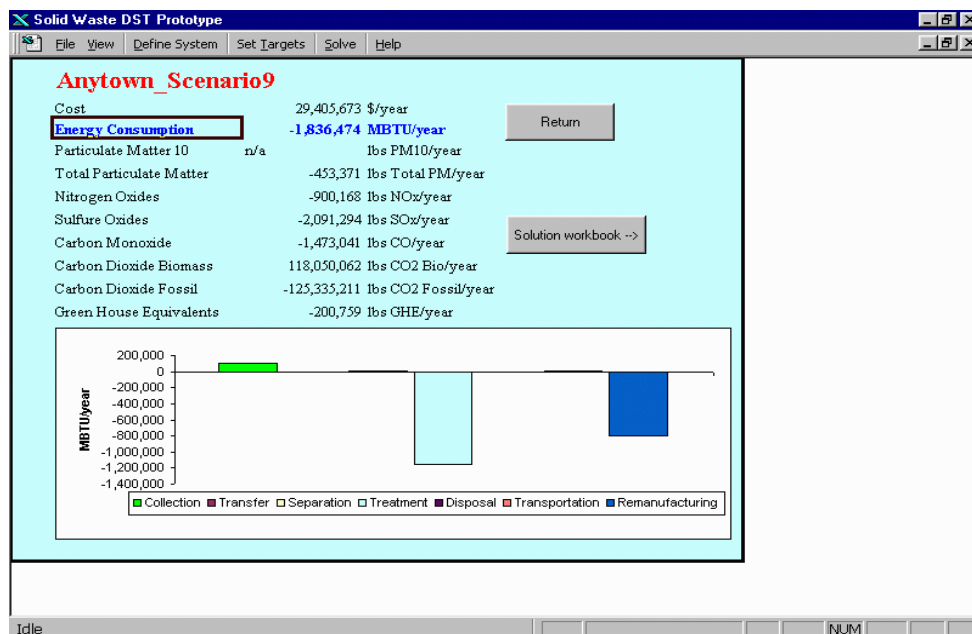 Solid Waste DST Prototype
File View Define System Set Targets Solve Help
Anytown_Scenario9
Cost 29,405,673 $/year
Energy Consumption -1,836,474 MBTU/year
Particulate Matter 10 n/a lbs PM10/year
Total Particulate Matter -453,371 lbs Total PM/year
Nitrogen Oxides -900,168 lbs NOx/year
Sulfure Oxides -2,091,294 lbs SOx/year
Carbon Monoxide -1,473,041 lbs CO/year
Carbon Dioxide Biomass 118,050,062 lbs CO2 Bio/year
Carbon Dioxide Fossil -125,335,211 lbs CO2 Fossil/year
Green House Equivalents -200,759 lbs GHE/year
Return
Solution workbook -->
MBTU/year
200,000
0
-200,000
-400,000
-600,000
-800,000
-1,000,000
-1,200,000
-1,400,000
Collection Transfer Separation Treatment Disposal Transportation Remanufacturing
Idle NUM